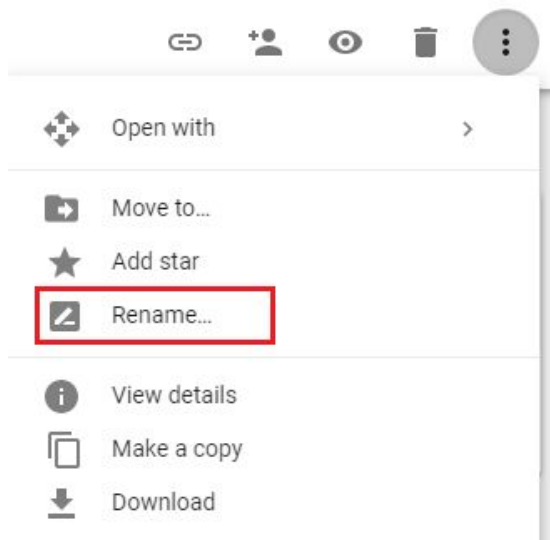 Open with
Move to...
Add star
Rename...
View details
Make a copy
Download